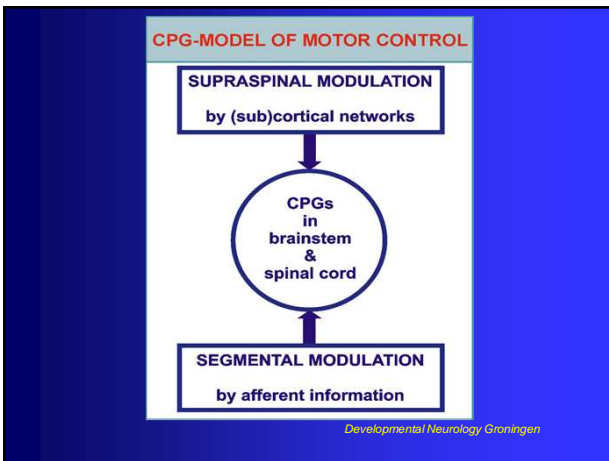 CPG-MODEL OF MOTOR CONTROL
SUPRASPINAL MODULATION
by (sub)cortical networks
CPGs
in
brainstem
&
spinal cord
SEGMENTAL MODULATION
by afferent information
Developmental Neurology Groningen